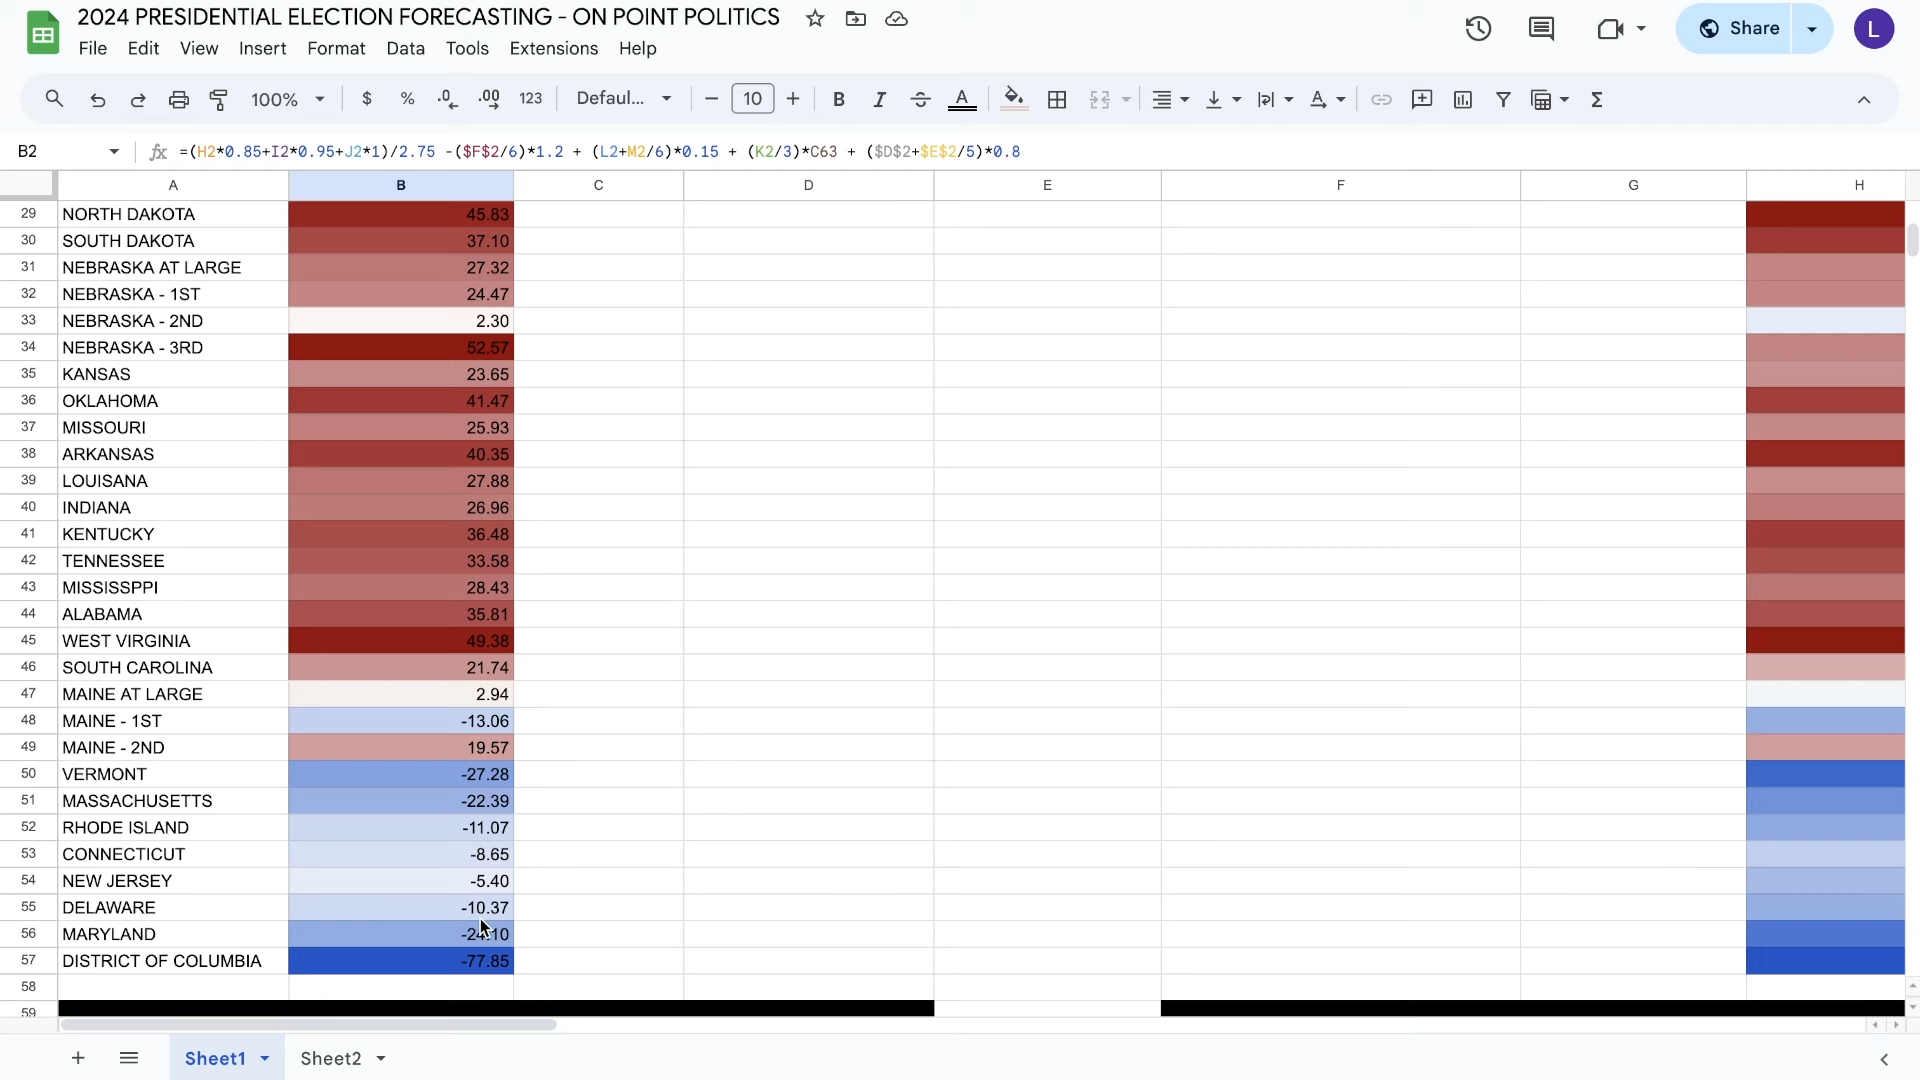 2024 PRESIDENTIAL ELECTION FORECASTING - ON POINT POLITICS
File Edit View Insert Format Data Tools Extensions Help
Share
L
100% $ % .0 .00 123 Defaul... 10 B I A
B2 fx =(H2*0.85+I2*0.95+J2*1)/2.75 -($F$2/6)*1.2 + (L2+M2/6)*0.15 + (K2/3)*C63 + ($D$2+$E$2/5)*0.8
A B C D E F G H
29 NORTH DAKOTA 45.83
30 SOUTH DAKOTA 37.10
31 NEBRASKA AT LARGE 27.32
32 NEBRASKA - 1ST 24.47
33 NEBRASKA - 2ND 2.30
34 NEBRASKA - 3RD 52.57
35 KANSAS 23.65
36 OKLAHOMA 41.47
37 MISSOURI 25.93
38 ARKANSAS 40.35
39 LOUISANA 27.88
40 INDIANA 26.96
41 KENTUCKY 36.48
42 TENNESSEE 33.58
43 MISSISSPPI 28.43
44 ALABAMA 35.81
45 WEST VIRGINIA 49.38
46 SOUTH CAROLINA 21.74
47 MAINE AT LARGE 2.94
48 MAINE - 1ST -13.06
49 MAINE - 2ND 19.57
50 VERMONT -27.28
51 MASSACHUSETTS -22.39
52 RHODE ISLAND -11.07
53 CONNECTICUT -8.65
54 NEW JERSEY -5.40
55 DELAWARE -10.37
56 MARYLAND -24.10
57 DISTRICT OF COLUMBIA -77.85
58
59
Sheet1 Sheet2